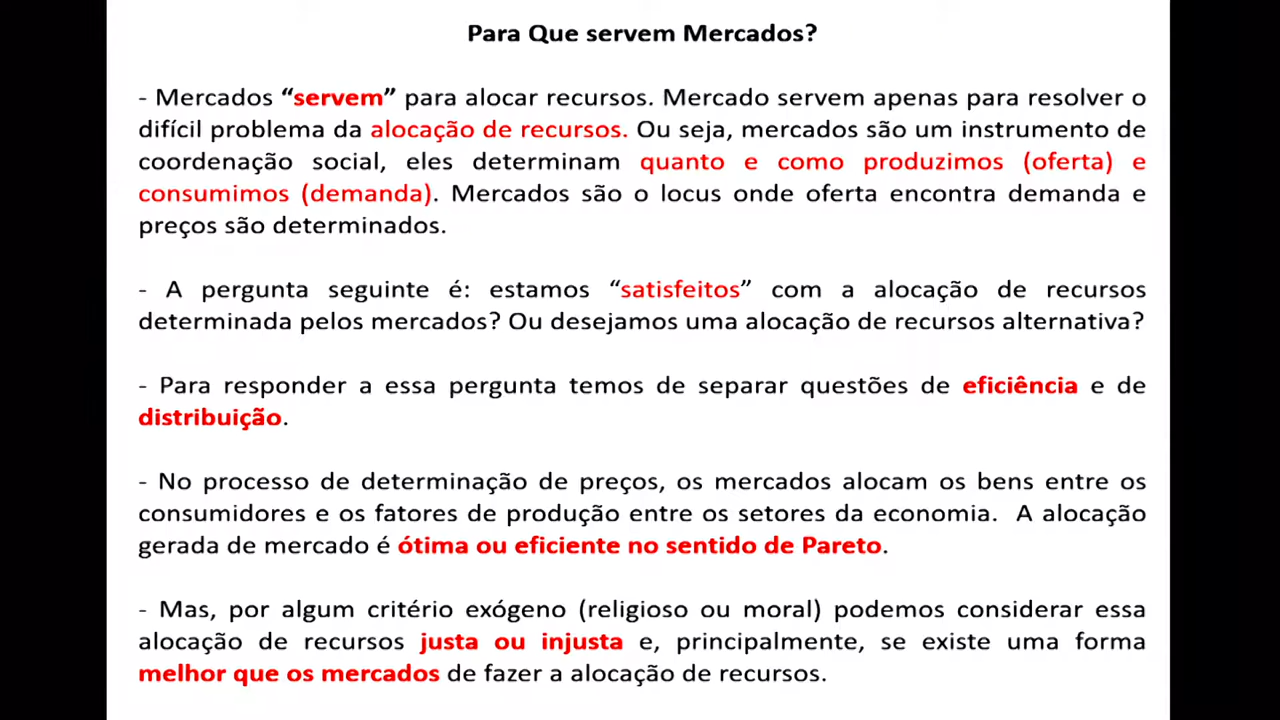 Para Que servem Mercados?
- Mercados “servem” para alocar recursos. Mercado servem apenas para resolver o
difícil problema da alocação de recursos. Ou seja, mercados são um instrumento de
coordenação social, eles determinam quanto e como produzimos (oferta) e
consumimos (demanda). Mercados são o locus onde oferta encontra demanda e
preços são determinados.
- A pergunta seguinte é: estamos “satisfeitos” com a alocação de recursos
determinada pelos mercados? Ou desejamos uma alocação de recursos alternativa?
- Para responder a essa pergunta temos de separar questões de eficiência e de
distribuição.
- No processo de determinação de preços, os mercados alocam os bens entre os
consumidores e os fatores de produção entre os setores da economia. A alocação
gerada de mercado é ótima ou eficiente no sentido de Pareto.
- Mas, por algum critério exógeno (religioso ou moral) podemos considerar essa
alocação de recursos justa ou injusta e, principalmente, se existe uma forma
melhor que os mercados de fazer a alocação de recursos.